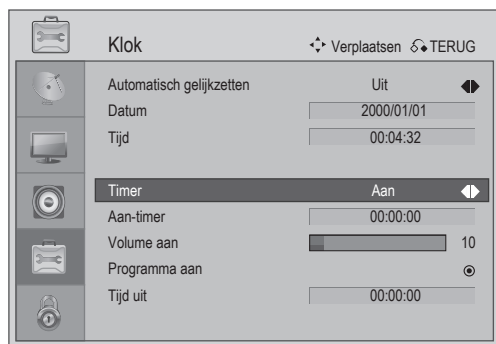 Klok Verplaatsen TERUG
Automatisch gelijkzetten Uit
Datum 2000/01/01
Tijd 00:04:32
Timer Aan
Aan-timer 00:00:00
Volume aan 10
Programma aan
Tijd uit 00:00:00